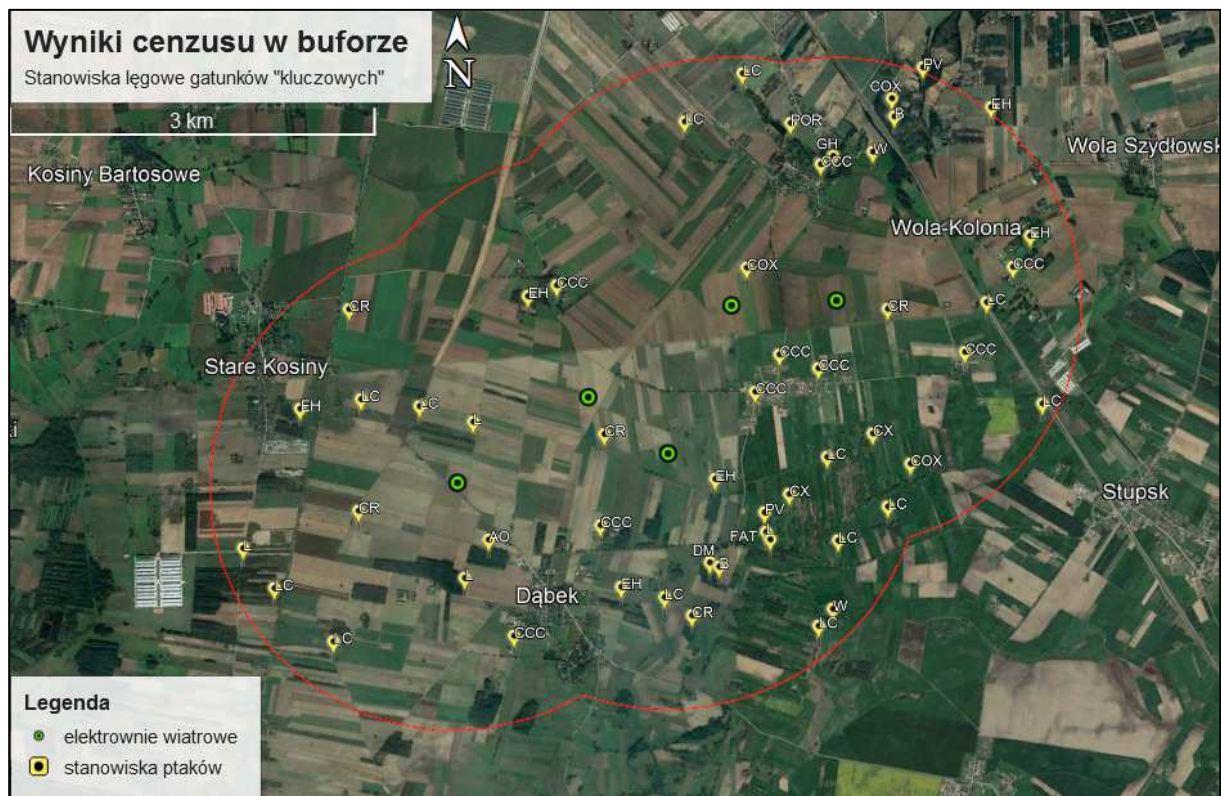 Wyniki cenzusu w buforze
Stanowiska lęgowe gatunków "kluczowych"
N
3 km
LC
PV
COX
EH
LC
POR
B
GH
W
CCC
Wola Szydłowsk
Kosiny Bartosowe
Wola-Kolonia
EH
CCC
COX
CCC
EH
LC
CR
CR
CCC
CCC
CCC
Stare Kosiny
CCC
EH
LC
LC
LC
L
CR
CX
ki
LC
COX
EH
CX
Stupsk
LC
CR
PV
CCC
L
AO
FAT
LC
L
DM
B
L
LC
EH
Dąbek
LC
W
CR
LC
CCC
LC
Legenda
elektrownie wiatrowe
stanowiska ptaków